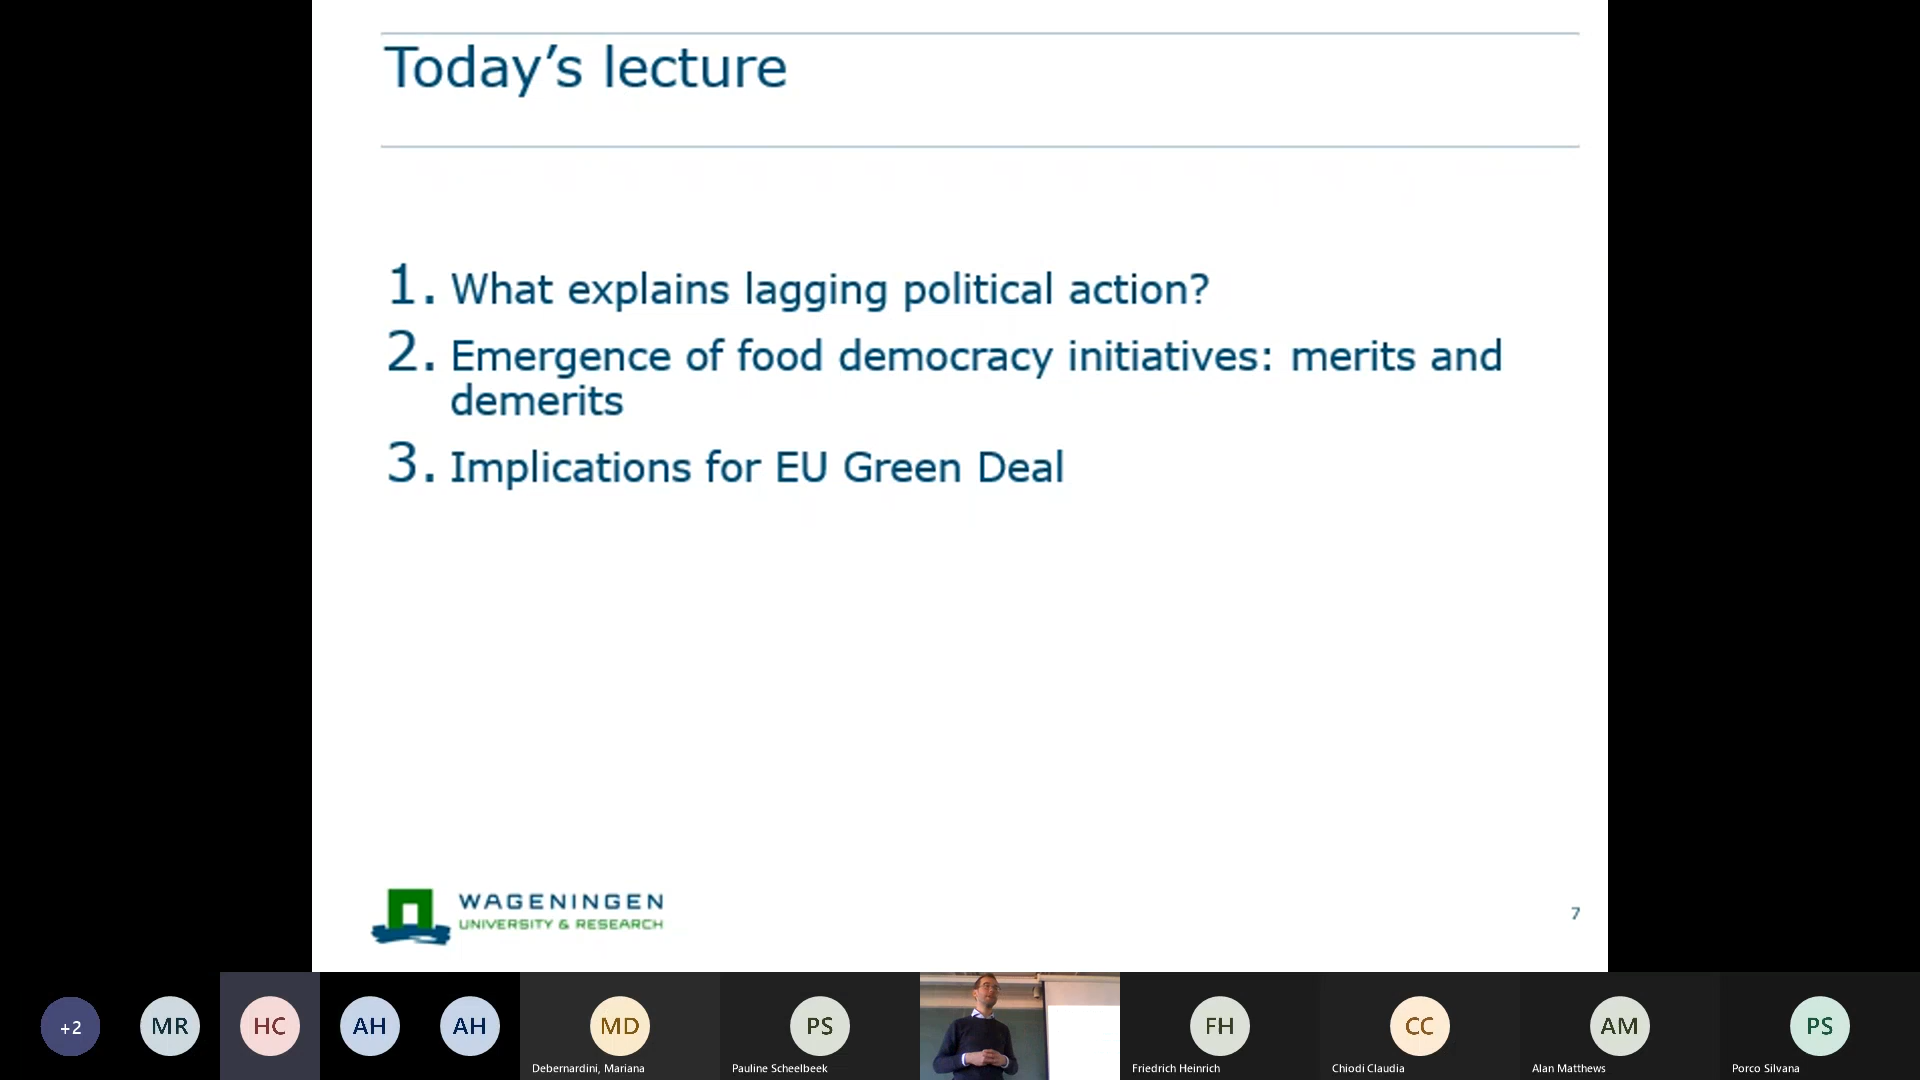 Today’s lecture
1. What explains lagging political action?
2. Emergence of food democracy initiatives: merits and
demerits
3. Implications for EU Green Deal
WAGENINGEN
UNIVERSITY & RESEARCH
7
+2
MR
HC
AH
AH
MD
Debernardini, Mariana
PS
Pauline Scheelbeek
FH
Friedrich Heinrich
CC
Chiodi Claudia
AM
Alan Matthews
PS
Porco Silvana